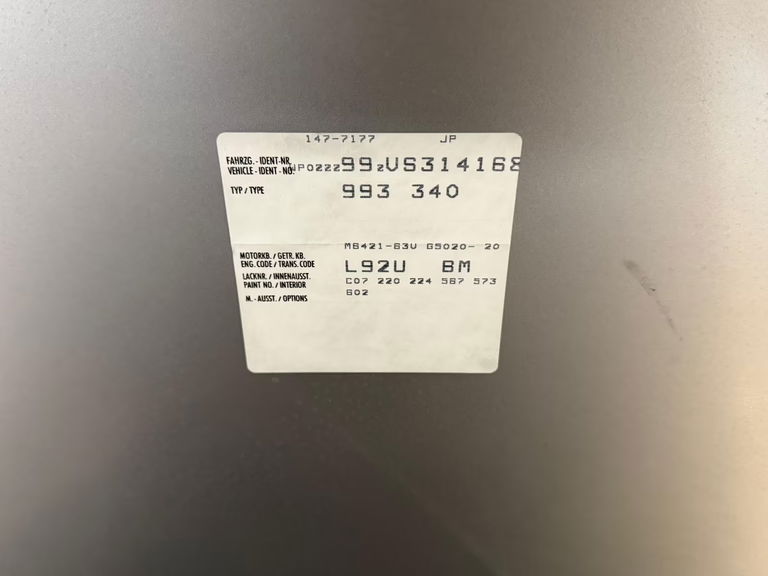 147-7177 JP
FAHRZG.-IDENT-NR.
VEHICLE-IDENT-NO. WP0ZZZ99ZVS314168
TYP / TYPE 993 340
M6421-63U G5020- 20
MOTORKB. / GETR. KB.
ENG. CODE / TRANS. CODE L92U BM
LACKNR. / INNENAUSST.
PAINT NO. / INTERIOR C07 220 224 567 573
M.-AUSST. / OPTIONS 602